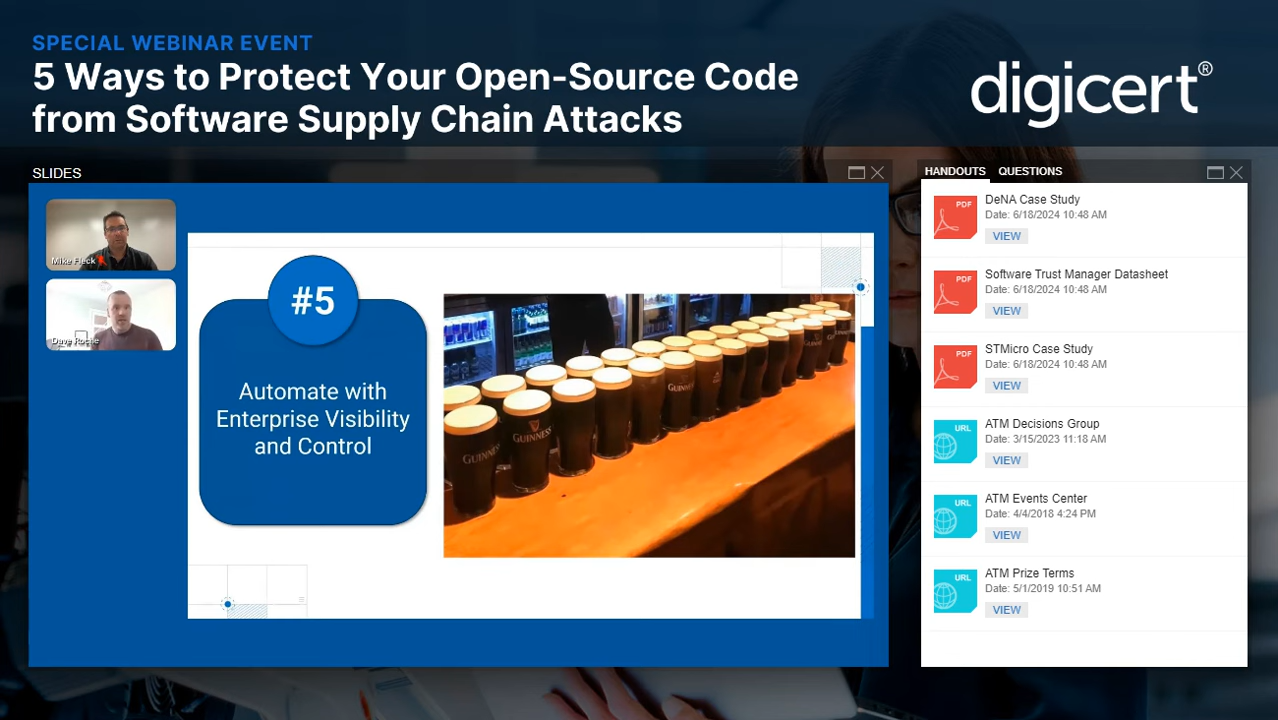 SPECIAL WEBINAR EVENT
5 Ways to Protect Your Open-Source Code
from Software Supply Chain Attacks
digicert®
SLIDES
Mike Fleck
Dave Roche
#5
Automate with
Enterprise Visibility
and Control
GUINNESS
GUINNESS
GUINNESS
HANDOUTS QUESTIONS
PDF
DeNA Case Study
Date: 6/18/2024 10:48 AM
VIEW
PDF
Software Trust Manager Datasheet
Date: 6/18/2024 10:48 AM
VIEW
PDF
STMicro Case Study
Date: 6/18/2024 10:48 AM
VIEW
URL
ATM Decisions Group
Date: 3/15/2023 11:18 AM
VIEW
URL
ATM Events Center
Date: 4/4/2018 4:24 PM
VIEW
URL
ATM Prize Terms
Date: 5/1/2019 10:51 AM
VIEW